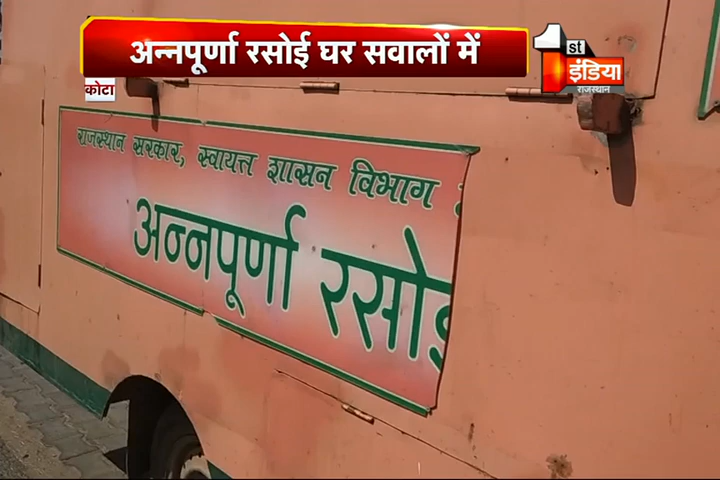 अन्नपूर्णा रसोई घर सवालों में
1st
इंडिया
राजस्थान
कोटा
राजस्थान सरकार, स्वायत्त शासन विभाग
अन्नपूर्णा रसोई